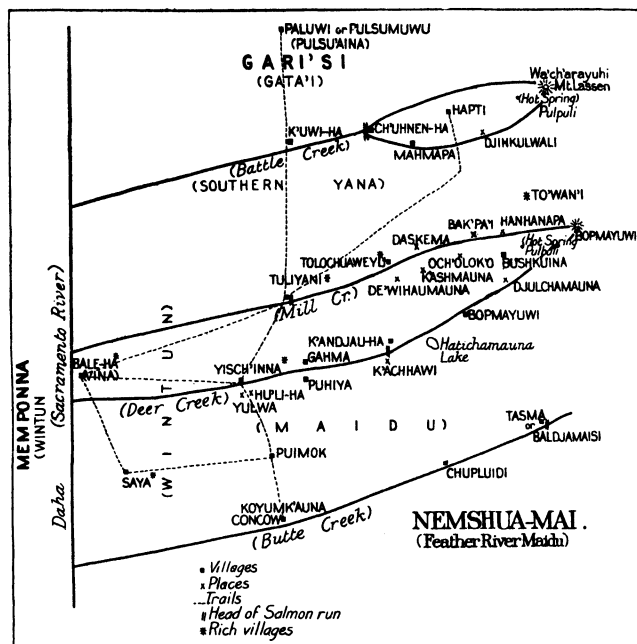 PALUWI or PULSUMUWU
(PULSU'AINA)
GARI'SI
(GATA'I)
Wa'ch'arayuhi
Mt. Lassen
(Hot Spring)
Pulpuli
HAPTI
CH'UHNEN-HA
K'UWI-HA
MAHMAPA
DJIHKULWALI
(Battle Creek)
(SOUTHERN YANA)
TO'WAN'I
BAK'PA'I
HANHANAPA
DASKEMA
BOPMAYUWI
(Hot Spring)
Pulpuli
TOLOCHUAWEYU
OCH'OLOK'O
BUSHKUINA
TULIYANI
KASHMAUNA
DE'WIHAUMAUNA
DJULCHAMAUNA
(Mill Cr.)
BOPMAYUWI
K'ANDJAU-HA
Hatichamauna
Lake
BALE-HA
(AZINA)
YISCH'INNA
GAHMA
K'ACHHAWI
PUHIYA
(Deer Creek)
HU'LI-HA
YULWA
(MAIDU)
TASMA
or
BALDJAMAISI
PUIMOK
SAYA
CHUPLUIDI
KOYUMK'AUNA
CONCOW
(Butte Creek)
NEMSHUA-MAI.
(Feather River Maidu)
MEMPONNA
(WINTUN
Daha (Sacramento River)
(WINTUN)
Villages
Places
Trails
Head of Salmon run
Rich villages